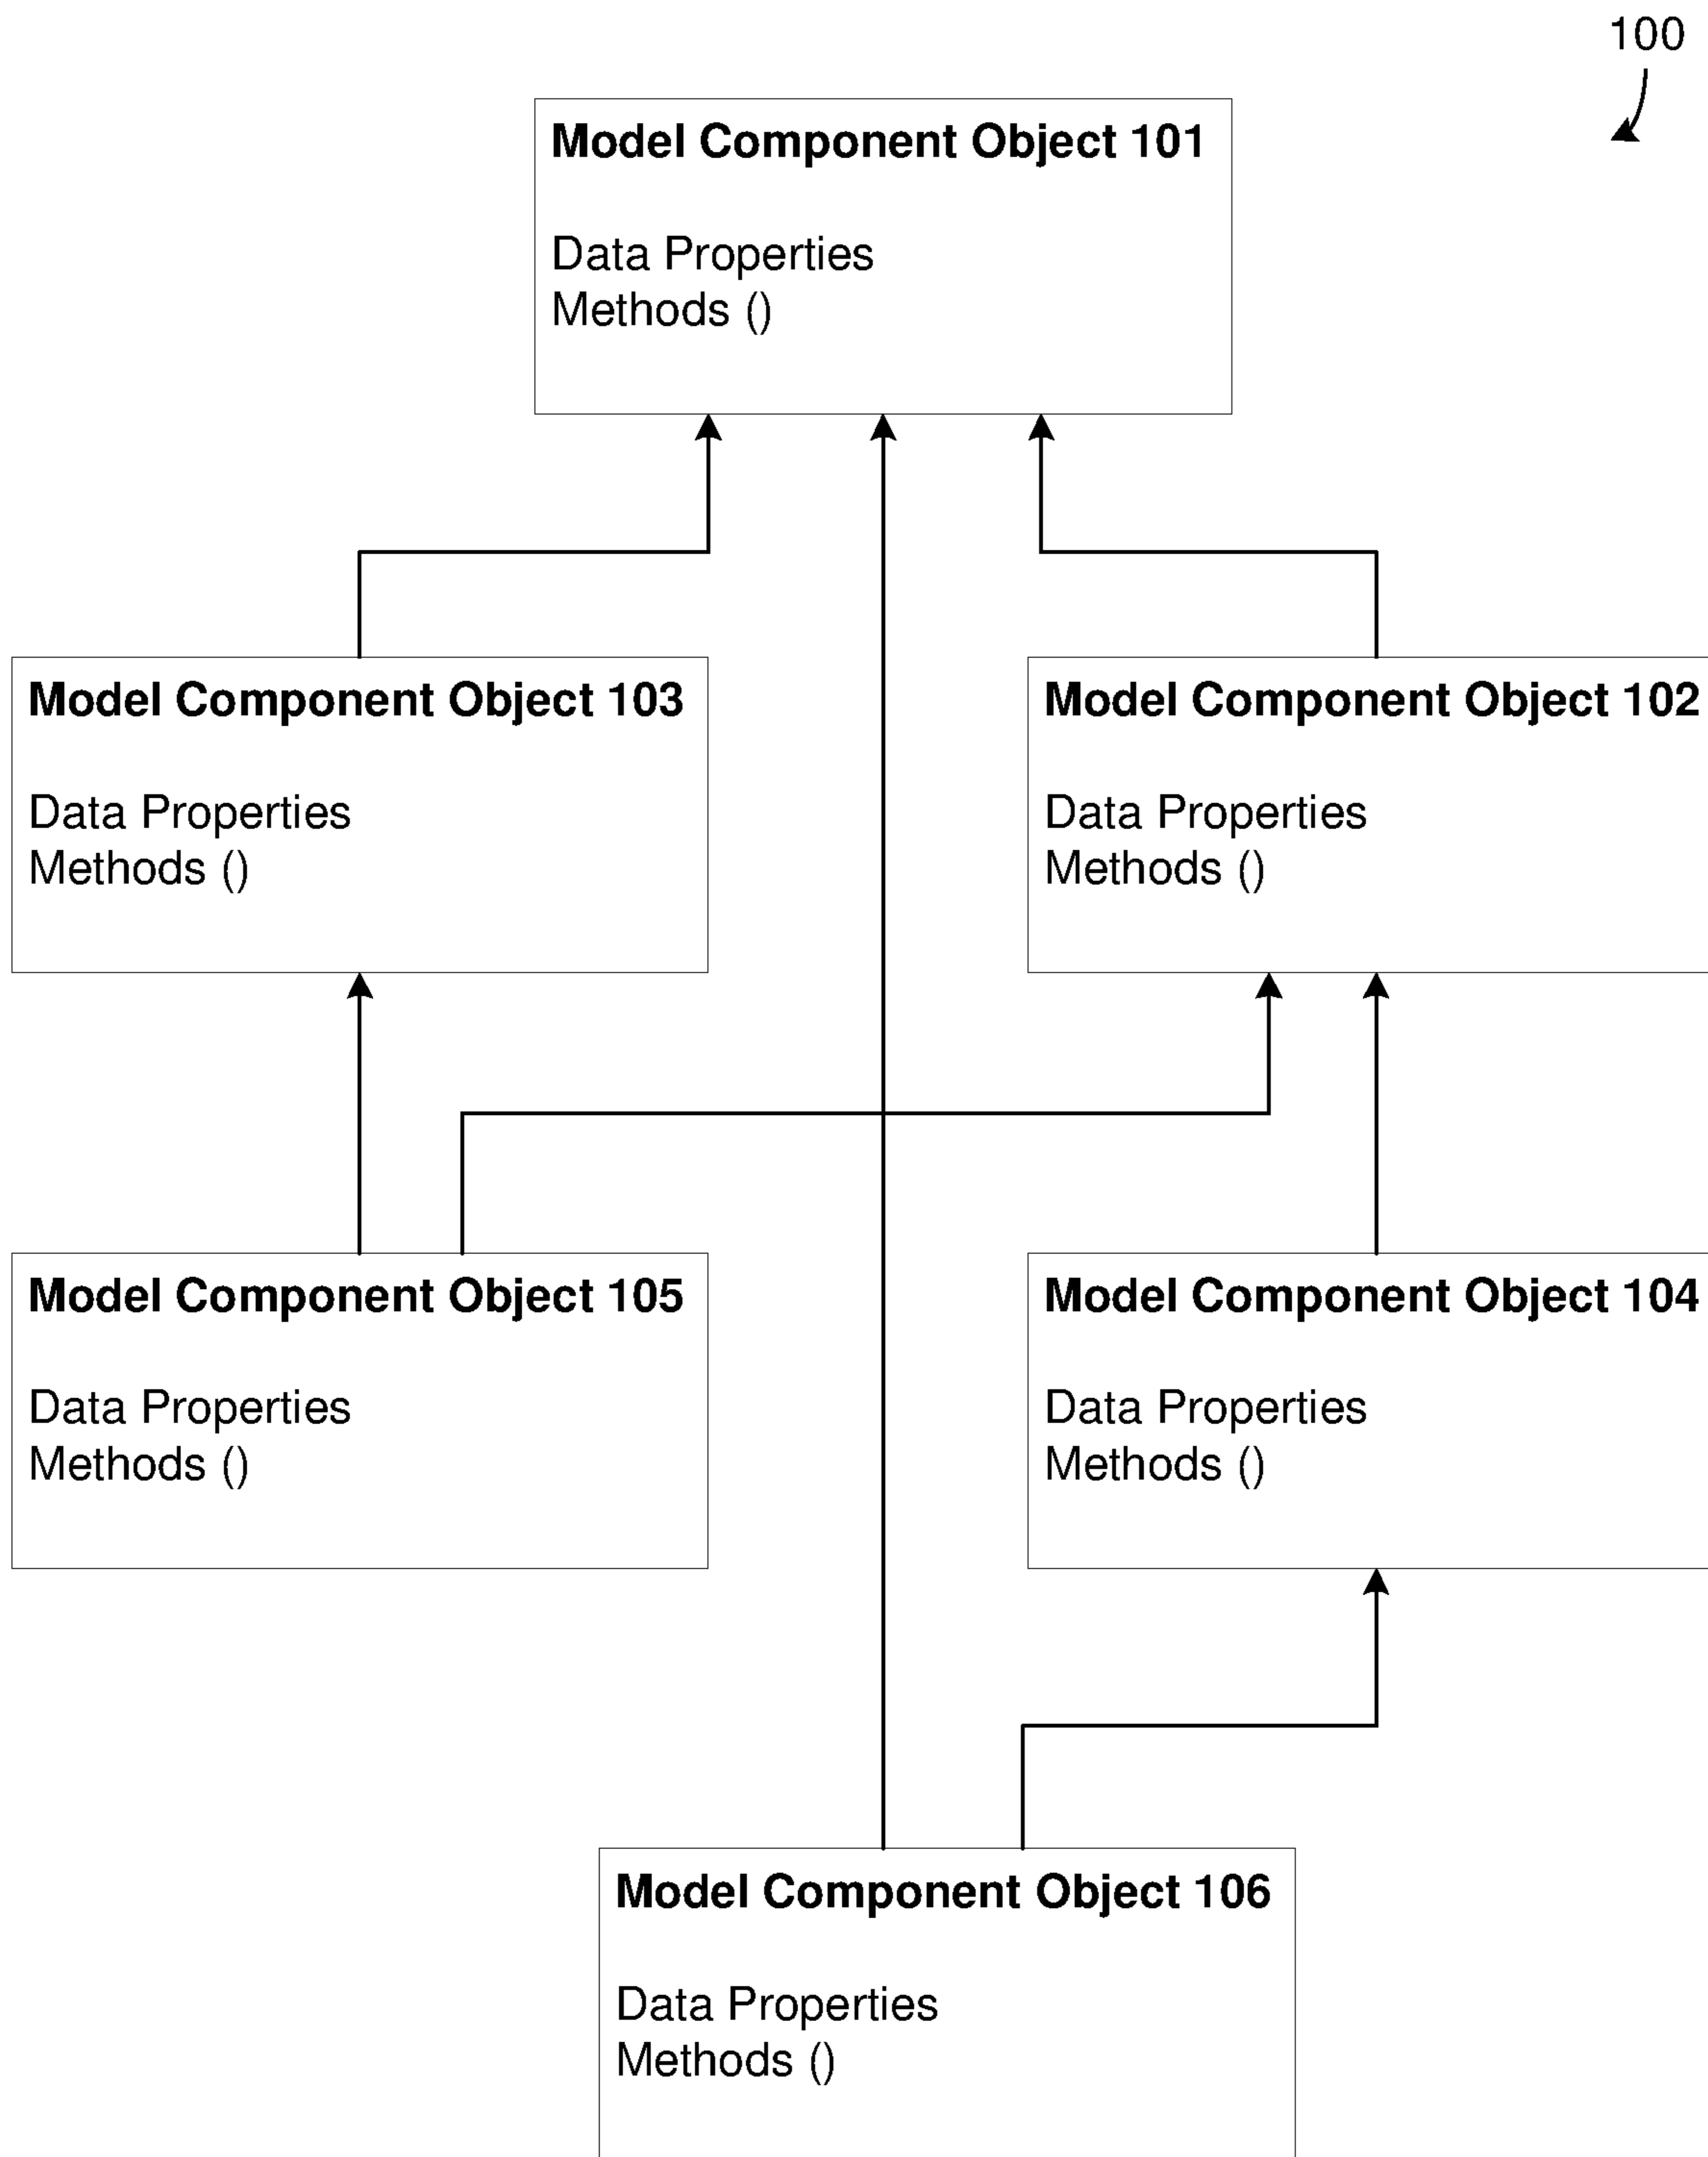 100
Model Component Object 101
Data Properties
Methods ()
Model Component Object 103
Data Properties
Methods ()
Model Component Object 102
Data Properties
Methods ()
Model Component Object 105
Data Properties
Methods ()
Model Component Object 104
Data Properties
Methods ()
Model Component Object 106
Data Properties
Methods ()